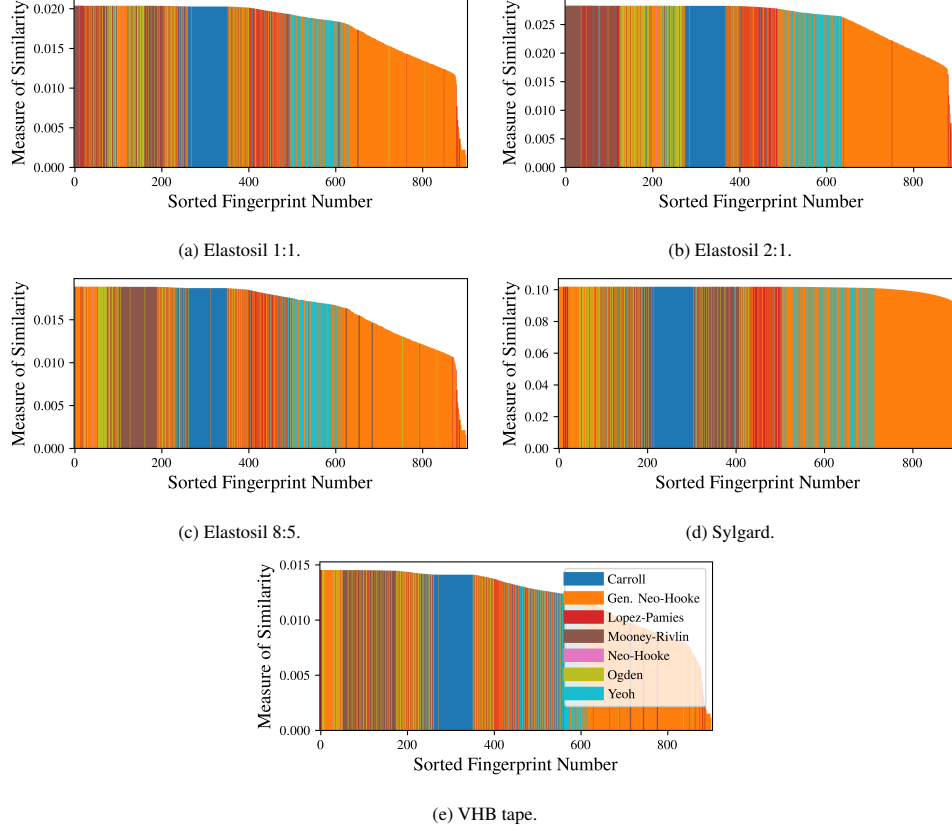 Measure of Similarity
0.020
0.015
0.010
0.005
0.000
0 200 400 600 800
Sorted Fingerprint Number
(a) Elastosil 1:1.
Measure of Similarity
0.025
0.020
0.015
0.010
0.005
0.000
0 200 400 600 800
Sorted Fingerprint Number
(b) Elastosil 2:1.
Measure of Similarity
0.015
0.010
0.005
0.000
0 200 400 600 800
Sorted Fingerprint Number
(c) Elastosil 8:5.
Measure of Similarity
0.10
0.08
0.06
0.04
0.02
0.00
0 200 400 600 800
Sorted Fingerprint Number
(d) Sylgard.
Measure of Similarity
0.015
0.010
0.005
0.000
0 200 400 600 800
Sorted Fingerprint Number
Carroll
Gen. Neo-Hooke
Lopez-Pamies
Mooney-Rivlin
Neo-Hooke
Ogden
Yeoh
(e) VHB tape.